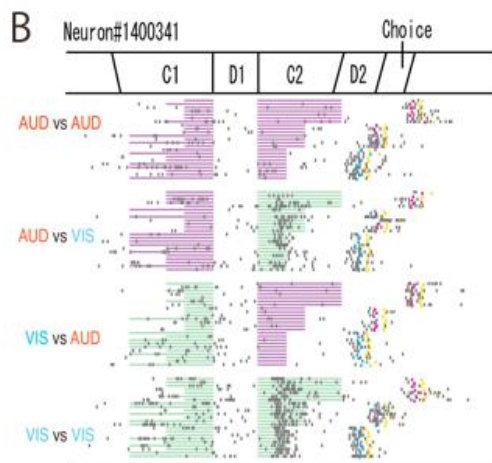 B
Neuron#1400341
Choice
C1 D1 C2 D2
AUD vs AUD
AUD vs VIS
VIS vs AUD
VIS vs VIS